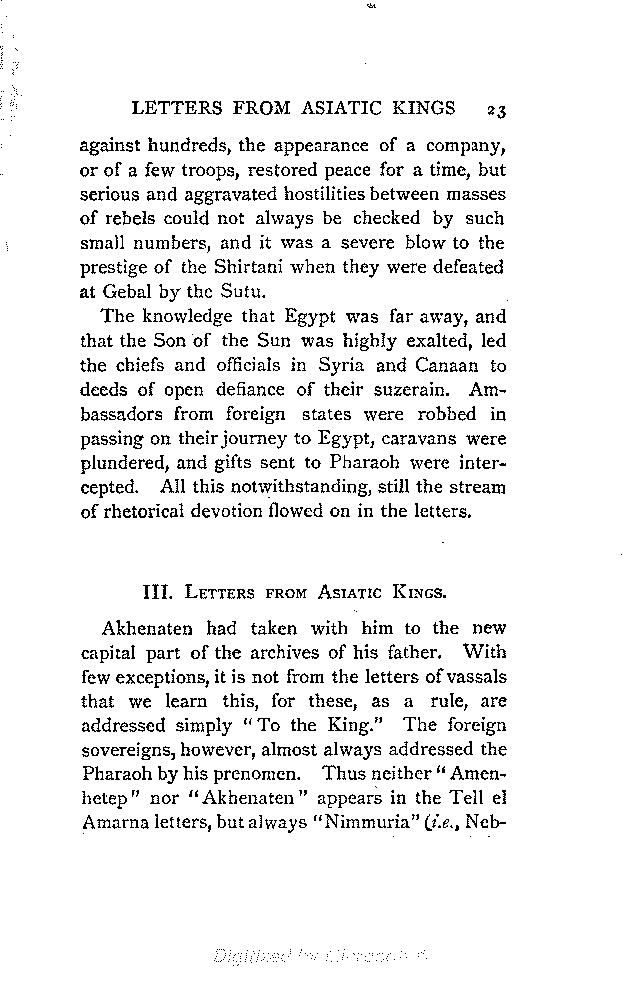 LETTERS FROM ASIATIC KINGS 23
against hundreds, the appearance of a company,
or of a few troops, restored peace for a time, but
serious and aggravated hostilities between masses
of rebels could not always be checked by such
small numbers, and it was a severe blow to the
prestige of the Shirtani when they were defeated
at Gebal by the Sutu.
The knowledge that Egypt was far away, and
that the Son of the Sun was highly exalted, led
the chiefs and officials in Syria and Canaan to
deeds of open defiance of their suzerain. Am-
bassadors from foreign states were robbed in
passing on their journey to Egypt, caravans were
plundered, and gifts sent to Pharaoh were inter-
cepted. All this notwithstanding, still the stream
of rhetorical devotion flowed on in the letters.
III. LETTERS FROM ASIATIC KINGS.
Akhenaten had taken with him to the new
capital part of the archives of his father. With
few exceptions, it is not from the letters of vassals
that we learn this, for these, as a rule, are
addressed simply "To the King." The foreign
sovereigns, however, almost always addressed the
Pharaoh by his prenomen. Thus neither "Amen-
hetep" nor "Akhenaten" appears in the Tell el
Amarna letters, but always "Nimmuria" (i.e., Neb-
Digitized by